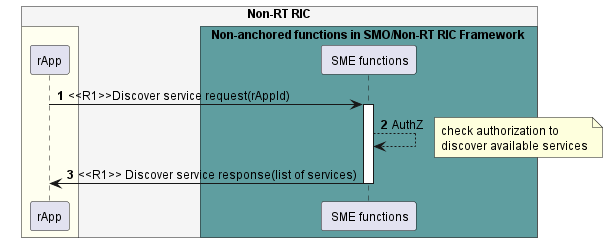 Non-RT RIC
Non-anchored functions in SMO/Non-RT RIC Framework
rApp
SME functions
1 <<R1>>Discover service request(rAppId)
2 AuthZ
check authorization to
discover available services
3 <<R1>> Discover service response(list of services)
rApp
SME functions